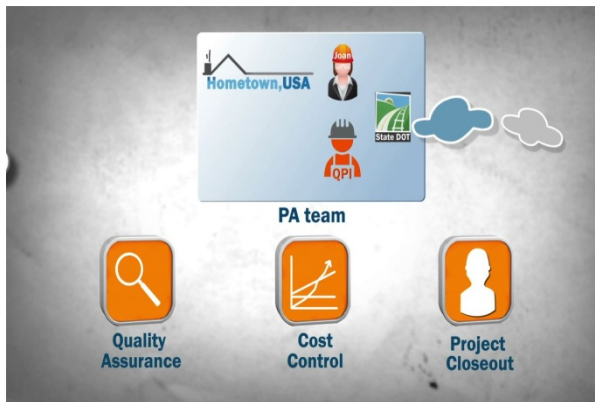 Joan
Hometown,USA
State DOT
QPI
PA team
Quality
Assurance
Cost
Control
Project
Closeout